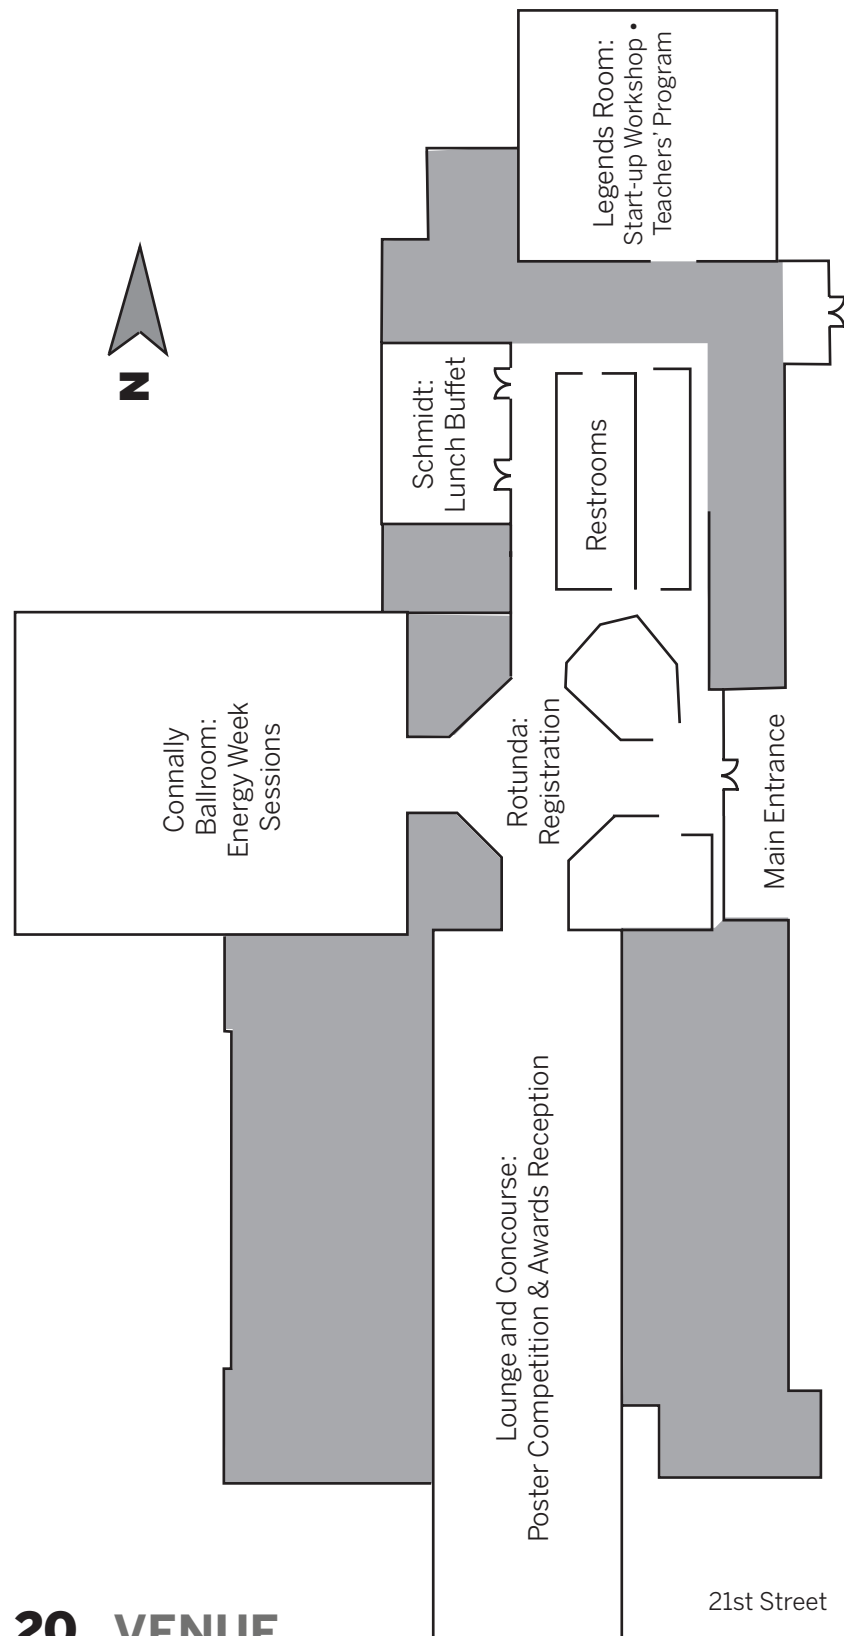 Legends Room:
Start-up Workshop •
Teachers' Program
N
Schmidt:
Lunch Buffet
Restrooms
Connally
Ballroom:
Energy Week
Sessions
Rotunda:
Registration
Main Entrance
Lounge and Concourse:
Poster Competition & Awards Reception
21st Street
20 VENUE